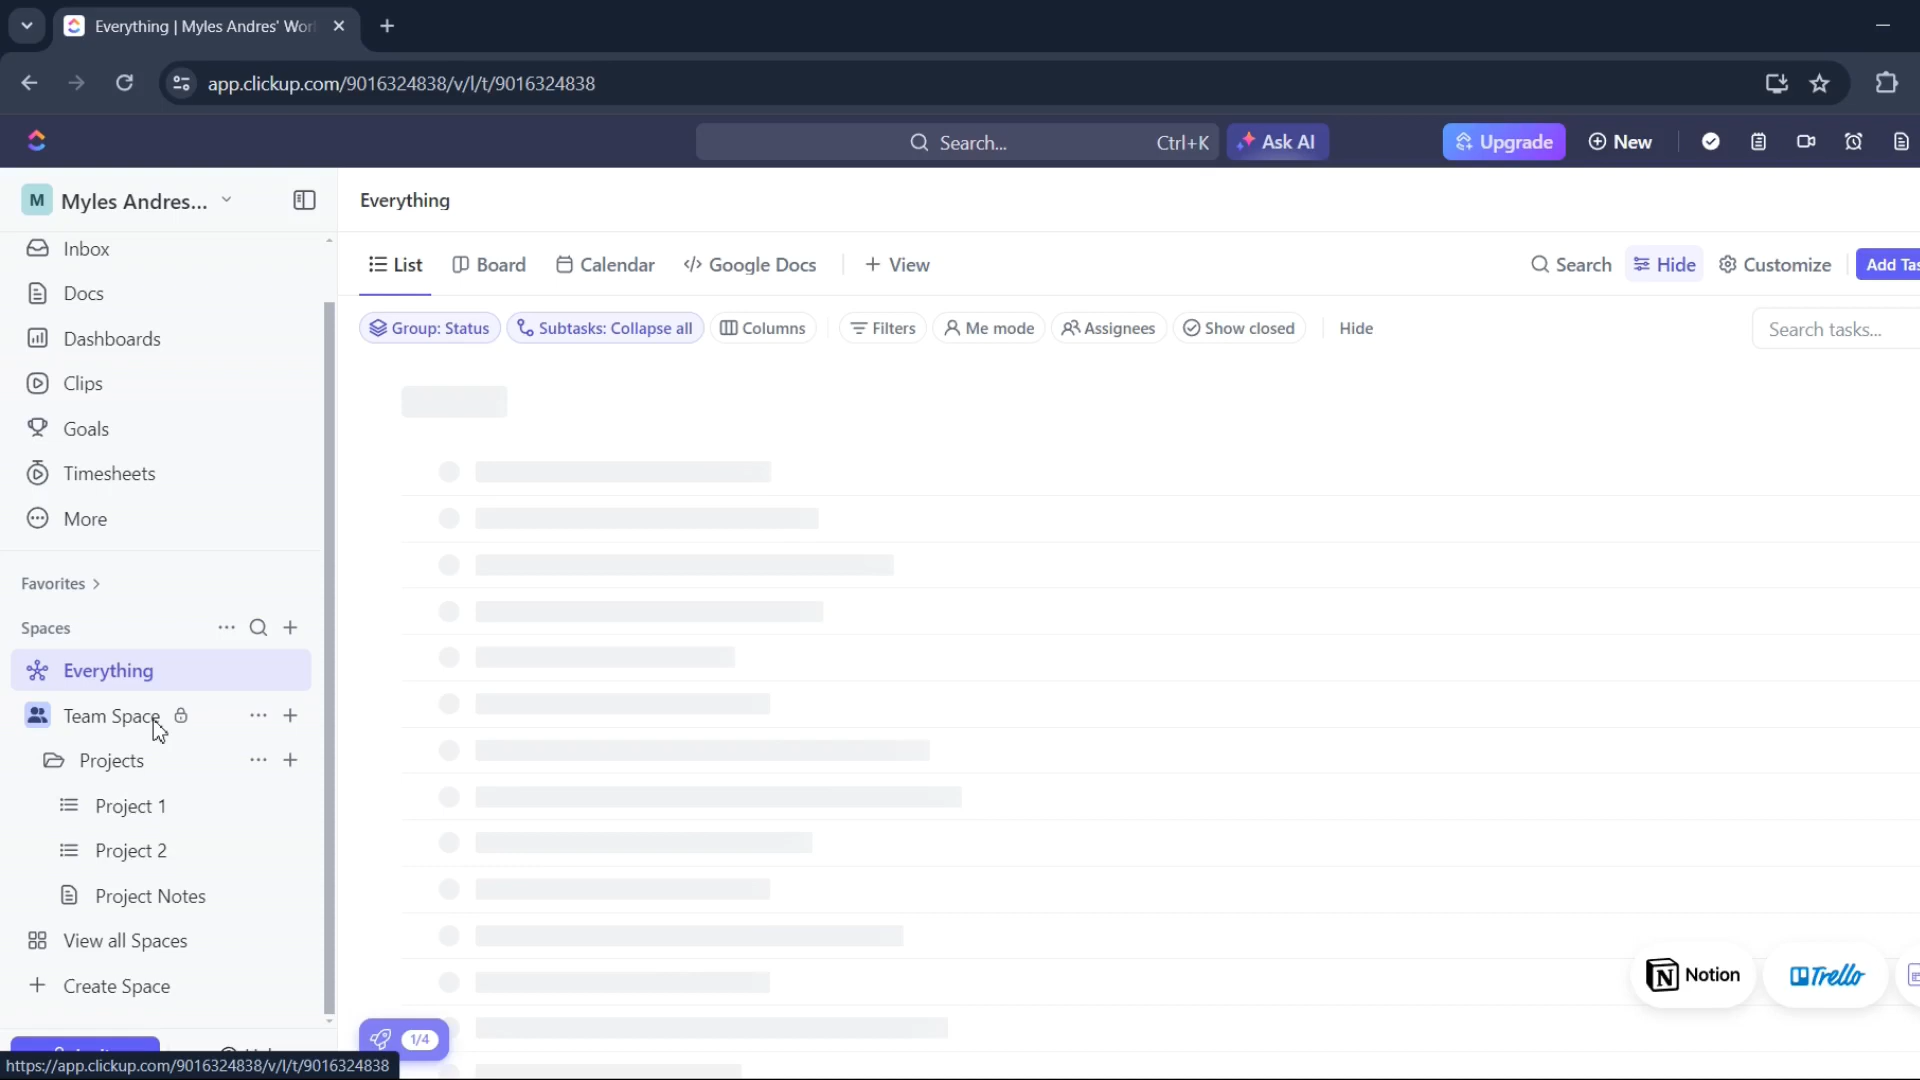 Everything | Myles Andres' Wor
app.clickup.com/9016324838/v/l/t/9016324838
Search... Ctrl+K
Ask AI
Upgrade
New
M Myles Andres...
Everything
Inbox
Docs
Dashboards
Clips
Goals
Timesheets
More
Favorites
Spaces
Everything
Team Space
Projects
Project 1
Project 2
Project Notes
View all Spaces
Create Space
List
Board
Calendar
Google Docs
View
Search
Hide
Customize
Add Tas
Group: Status
Subtasks: Collapse all
Columns
Filters
Me mode
Assignees
Show closed
Hide
Search tasks...
Notion
Trello
1/4
https://app.clickup.com/9016324838/v/l/t/9016324838